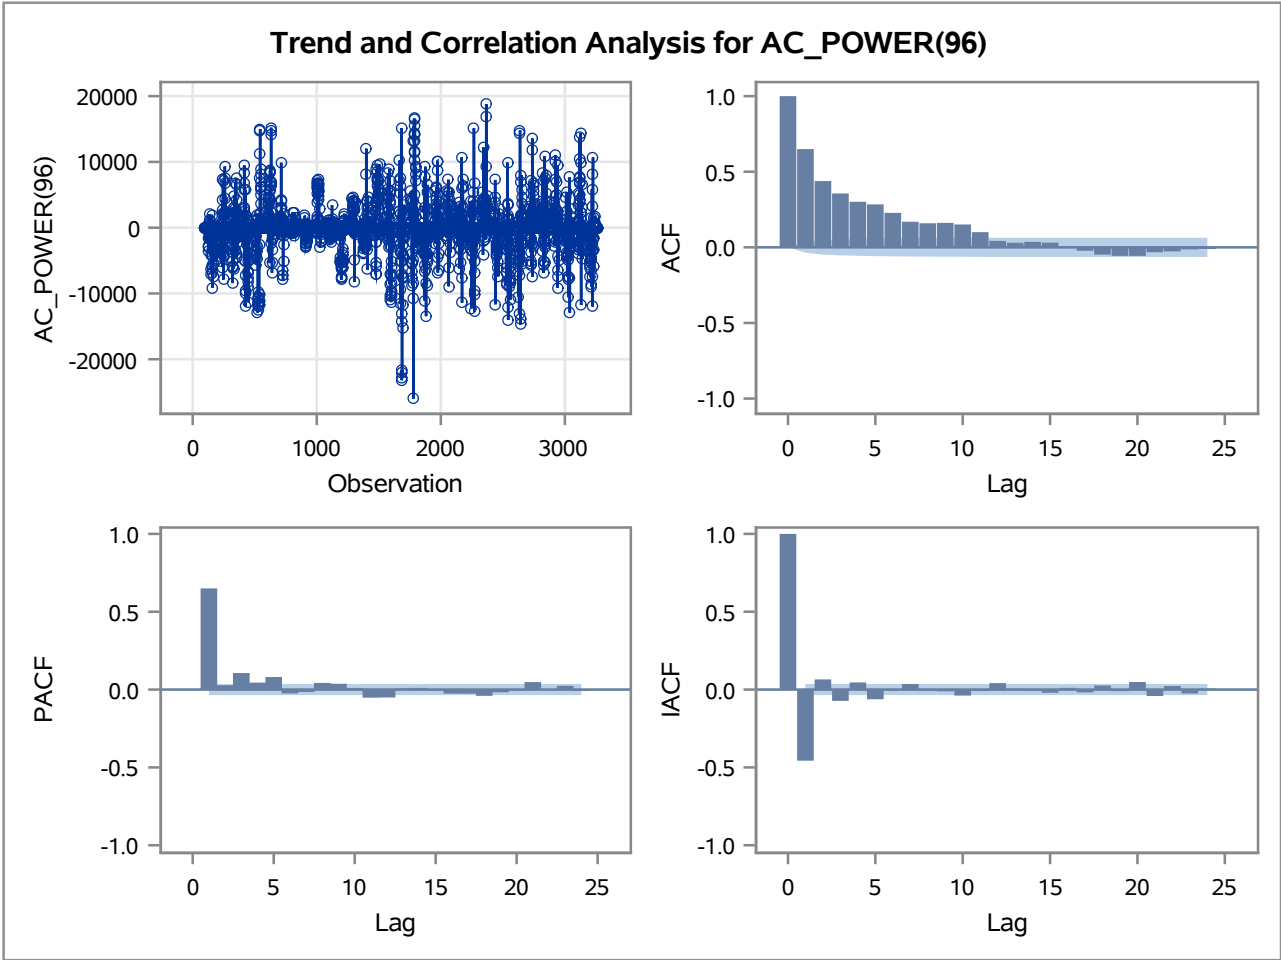 Trend and Correlation Analysis for AC_POWER(96)
AC_POWER(96)
20000
10000
0
-10000
-20000
0 1000 2000 3000
Observation
ACF
1.0
0.5
0.0
-0.5
-1.0
0 5 10 15 20 25
Lag
PACF
1.0
0.5
0.0
-0.5
-1.0
0 5 10 15 20 25
Lag
IACF
1.0
0.5
0.0
-0.5
-1.0
0 5 10 15 20 25
Lag